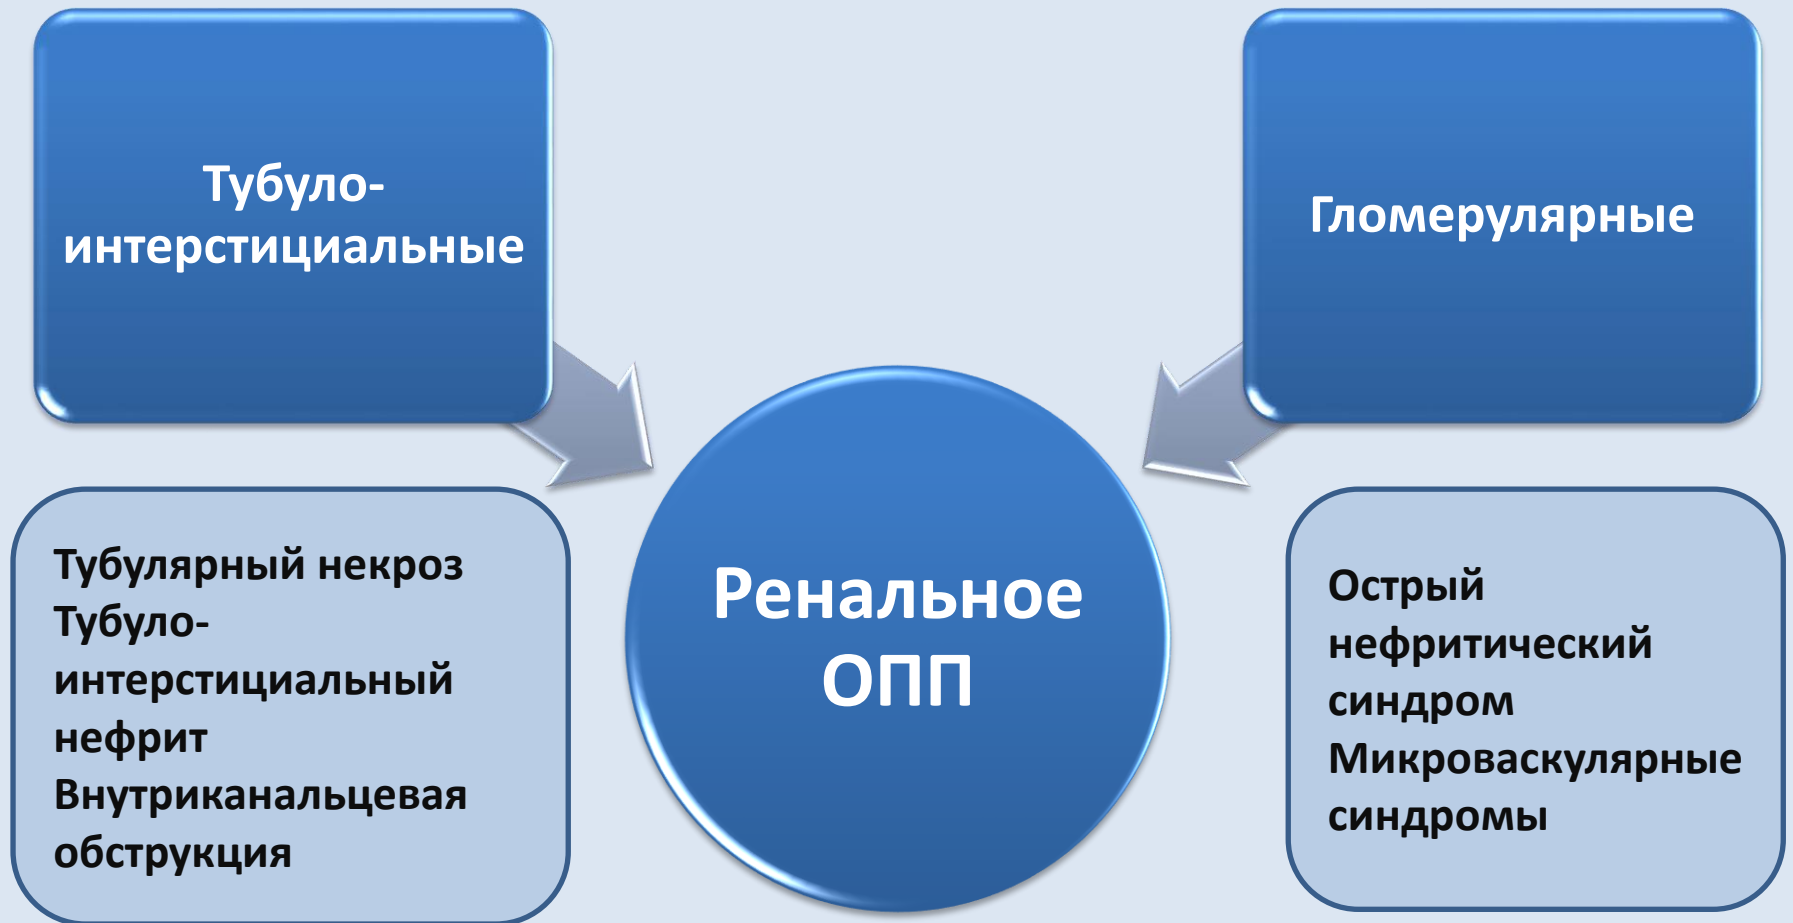 Тубуло-
интерстициальные
Гломерулярные
Тубулярный некроз
Тубуло-
интерстициальный
нефрит
Внутриканальцевая
обструкция
Ренальное
ОПП
Острый
нефритический
синдром
Микроваскулярные
синдромы